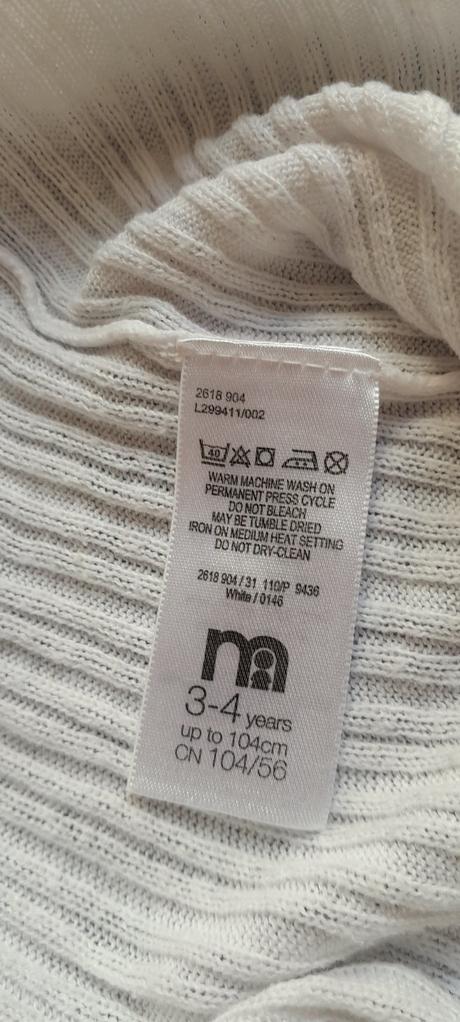 2618 904
L299411/002
40
WARM MACHINE WASH ON
PERMANENT PRESS CYCLE
DO NOT BLEACH
MAY BE TUMBLE DRIED
IRON ON MEDIUM HEAT SETTING
DO NOT DRY-CLEAN
2618 904 / 31 110/P 9436
White / 0146
m
3-4 years
up to 104cm
CN 104/56